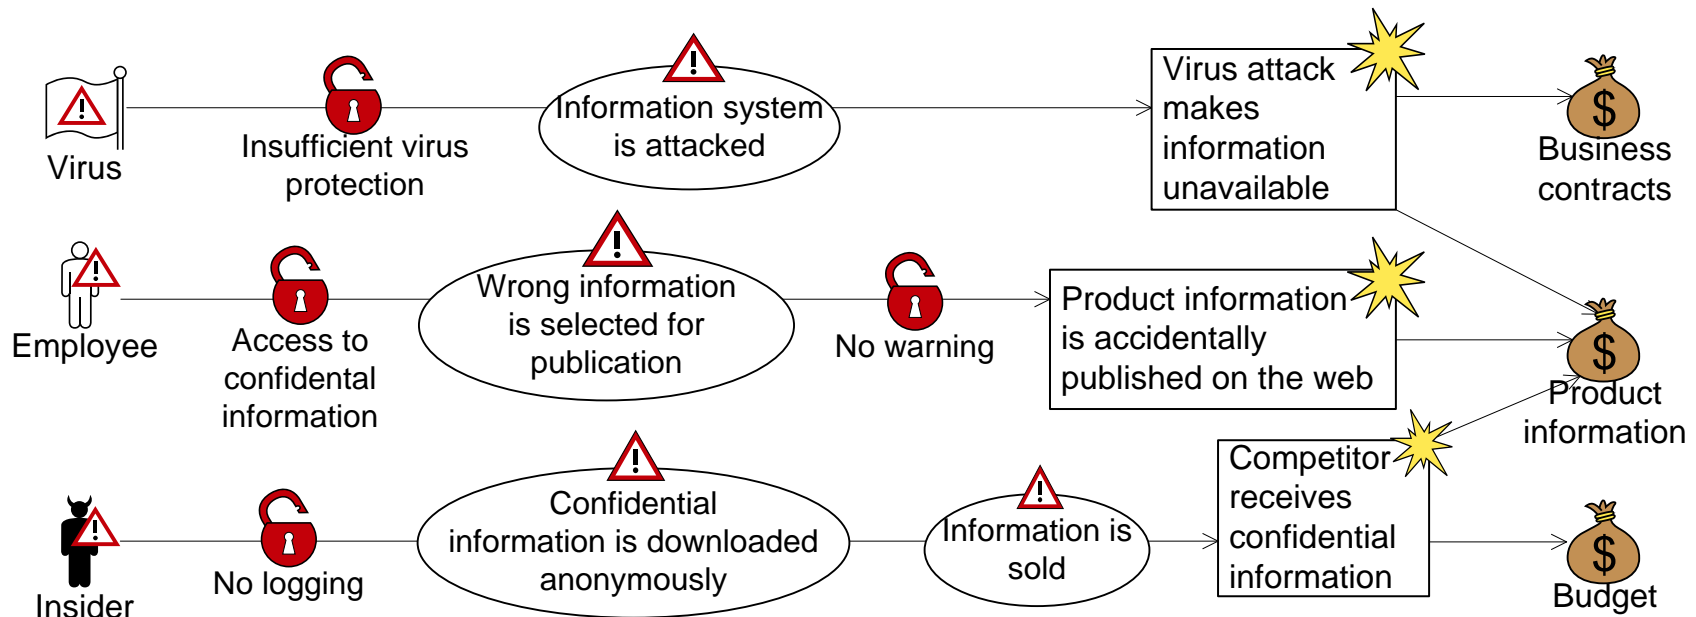 Virus
Insufficient virus
protection
Information system
is attacked
Virus attack
makes
information
unavailable
$
Business
contracts
Employee
Access to
confidental
information
Wrong information
is selected for
publication
No warning
Product information
is accidentally
published on the web
$
Product
information
Insider
No logging
Confidential
information is downloaded
anonymously
Information is
sold
Competitor
receives
confidential
information
$
Budget